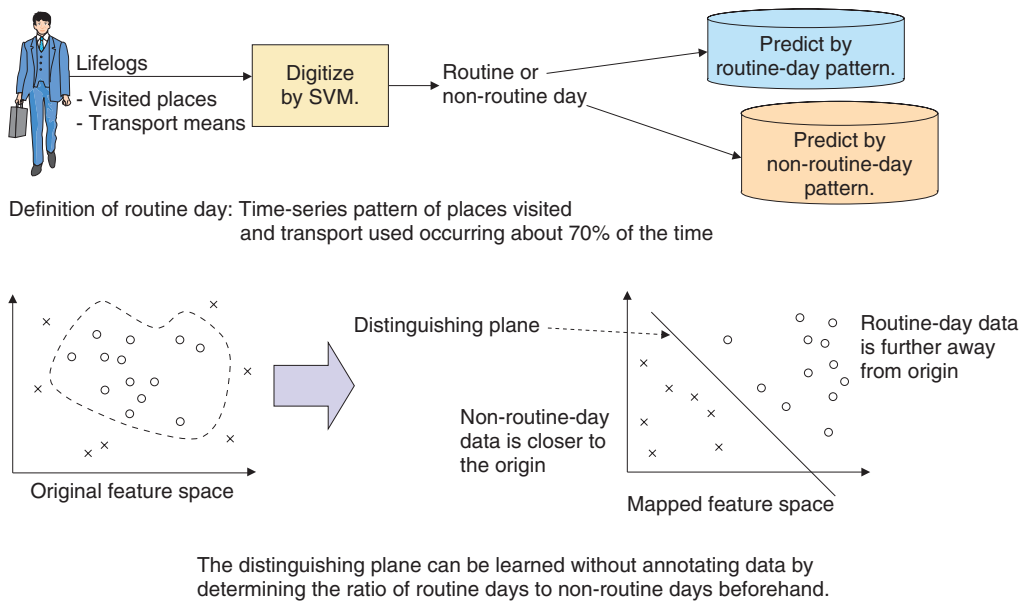 Lifelogs
- Visited places
- Transport means
Digitize
by SVM.
Routine or
non-routine day
Predict by
routine-day pattern.
Predict by
non-routine-day
pattern.
Definition of routine day: Time-series pattern of places visited
and transport used occurring about 70% of the time
Original feature space
Distinguishing plane
Non-routine-day
data is closer to
the origin
Routine-day data
is further away
from origin
Mapped feature space
The distinguishing plane can be learned without annotating data by
determining the ratio of routine days to non-routine days beforehand.